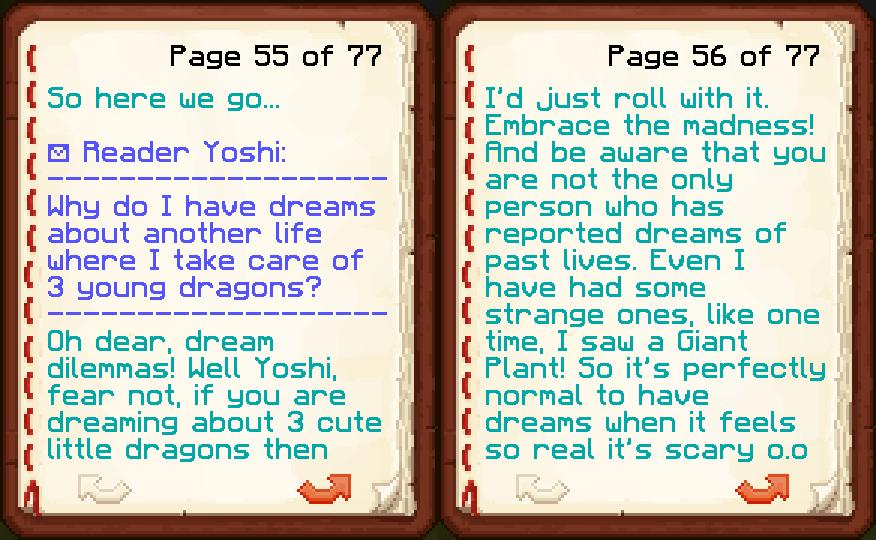 Page 55 of 77
So here we go...
Reader Yoshi:
--------------------
Why do I have dreams
about another life
where I take care of
3 young dragons?
--------------------
Oh dear, dream
dilemmas! Well Yoshi,
fear not, if you are
dreaming about 3 cute
little dragons then
Page 56 of 77
I'd just roll with it.
Embrace the madness!
And be aware that you
are not the only
person who has
reported dreams of
past lives. Even I
have had some
strange ones, like one
time, I saw a Giant
Plant! So it's perfectly
normal to have
dreams when it feels
so real it's scary o.o